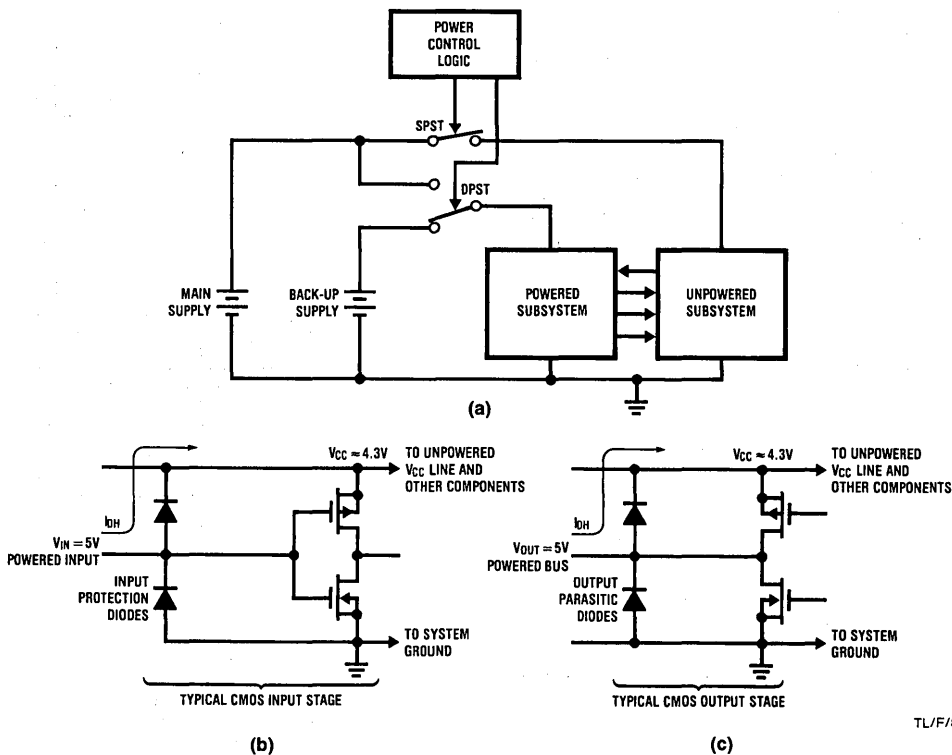 POWER
CONTROL
LOGIC
SPST
DPST
MAIN
SUPPLY
BACK-UP
SUPPLY
POWERED
SUBSYSTEM
UNPOWERED
SUBSYSTEM
(a)
VCC ≈ 4.3V
TO UNPOWERED
VCC LINE AND
OTHER COMPONENTS
IOH
VIN = 5V
POWERED INPUT
INPUT
PROTECTION
DIODES
TO SYSTEM
GROUND
TYPICAL CMOS INPUT STAGE
(b)
VCC ≈ 4.3V
TO UNPOWERED
VCC LINE AND
OTHER COMPONENTS
IOH
VOUT = 5V
POWERED BUS
OUTPUT
PARASITIC
DIODES
TO SYSTEM
GROUND
TYPICAL CMOS OUTPUT STAGE
(c)
TL/F/